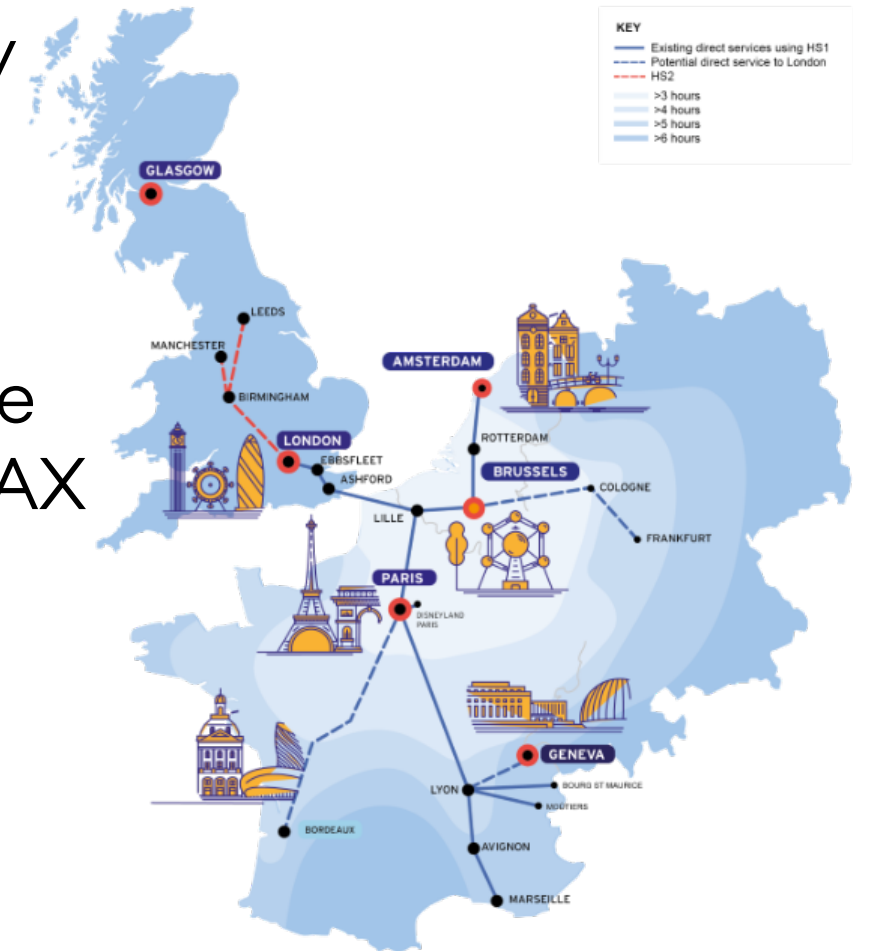 y
e
AX
KEY
Existing direct services using HS1
Potential direct service to London
HS2
>3 hours
>4 hours
>5 hours
>6 hours
GLASGOW
LEEDS
MANCHESTER
BIRMINGHAM
AMSTERDAM
LONDON
ROTTERDAM
EBBSFLEET
BRUSSELS
ASHFORD
COLOGNE
LILLE
FRANKFURT
PARIS
DISNEYLAND
PARIS
GENEVA
LYON
BOURG ST MAURICE
MOUTIERS
BORDEAUX
AVIGNON
MARSEILLE